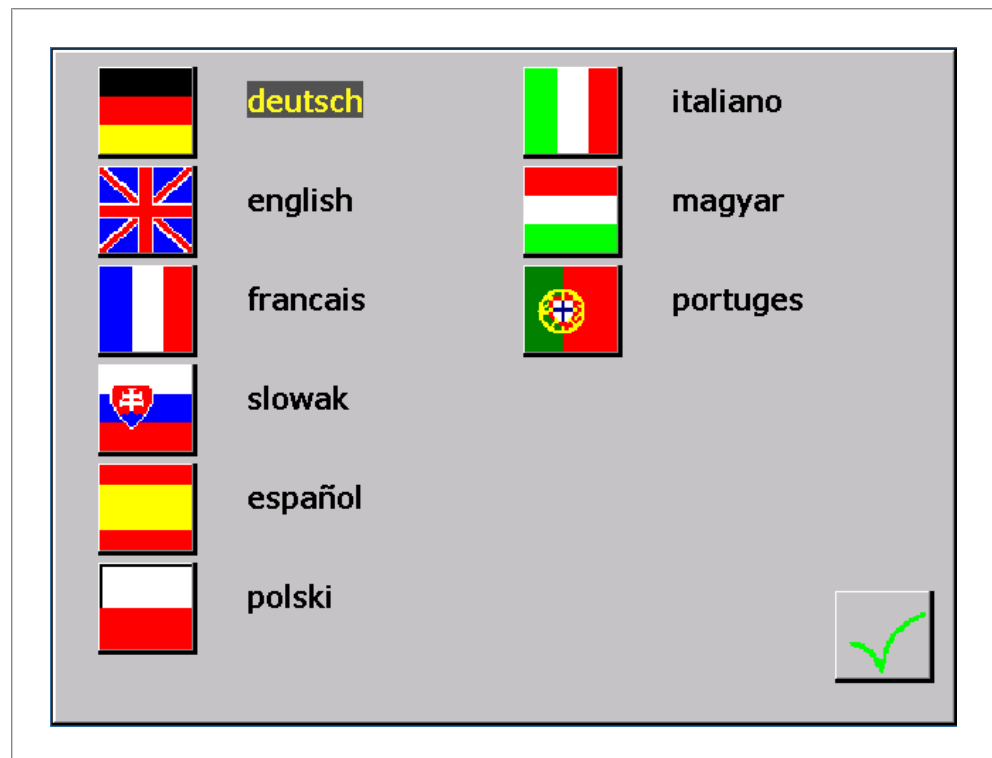 deutsch
english
francais
slowak
español
polski
italiano
magyar
portuges